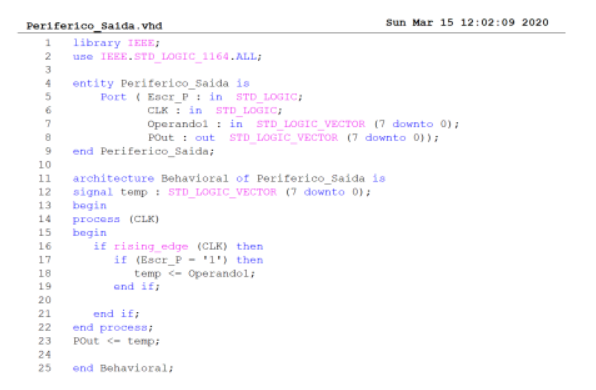 Periferico_Saida.vhd Sun Mar 15 12:02:09 2020
1 library IEEE;
2 use IEEE.STD_LOGIC_1164.ALL;
3
4 entity Periferico_Saida is
5 Port ( Escr_P : in STD_LOGIC;
6 CLK : in STD_LOGIC;
7 Operando1 : in STD_LOGIC_VECTOR (7 downto 0);
8 POut : out STD_LOGIC_VECTOR (7 downto 0));
9 end Periferico_Saida;
10
11 architecture Behavioral of Periferico_Saida is
12 signal temp : STD_LOGIC_VECTOR (7 downto 0);
13 begin
14 process (CLK)
15 begin
16 if rising_edge (CLK) then
17 if (Escr_P = '1') then
18 temp <= Operando1;
19 end if;
20
21 end if;
22 end process;
23 POut <= temp;
24
25 end Behavioral;